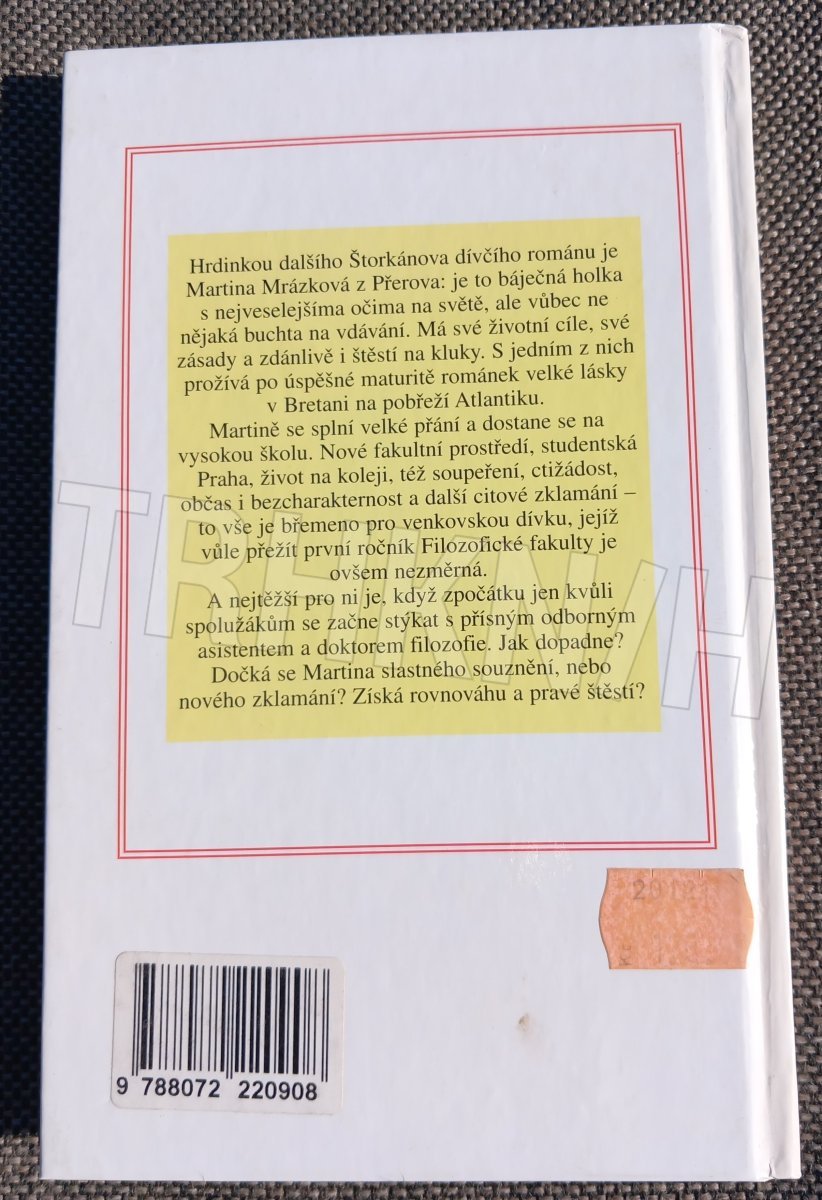 Hrdinkou dalšího Štorkánova dívčího románu je
Martina Mrázková z Přerova: je to báječná holka
s nejveselejšíma očima na světě, ale vůbec ne
nějaká buchta na vdávání. Má své životní cíle, své
zásady a zdánlivě i štěstí na kluky. S jedním z nich
prožívá po úspěšné maturitě románek velké lásky
v Bretani na pobřeží Atlantiku.
Martině se splní velké přání a dostane se na
vysokou školu. Nové fakultní prostředí, studentská
Praha, život na koleji, též soupeření, ctižádost,
občas i bezcharakternost a další citové zklamání –
to vše je břemeno pro venkovskou dívku, jejíž
vůle přežít první ročník Filozofické fakulty je
ovšem nezměrná.
A nejtěžší pro ni je, když zpočátku jen kvůli
spolužákům se začne stýkat s přísným odborným
asistentem a doktorem filozofie. Jak dopadne?
Dočká se Martina slastného souznění, nebo
nového zklamání? Získá rovnováhu a pravé štěstí?
TRHKNIH
9 788072 220908